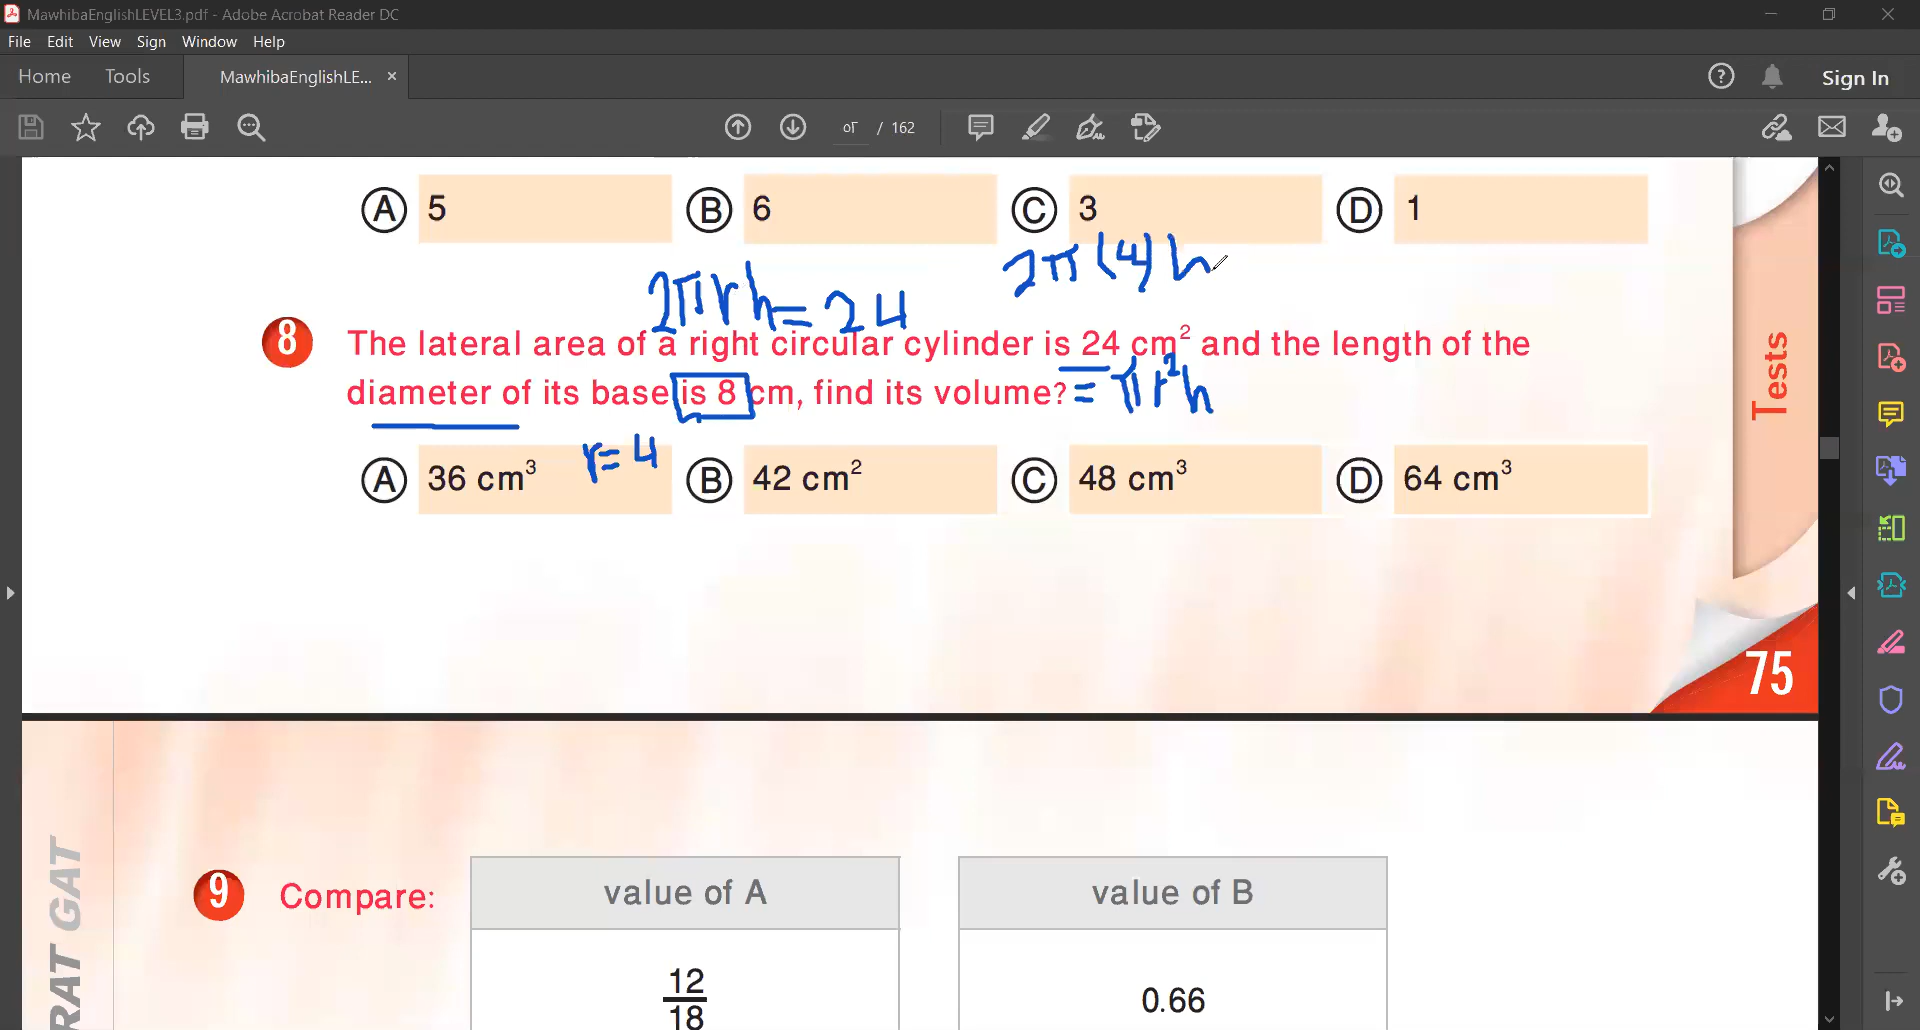 MawhibaEnglishLEVEL3.pdf - Adobe Acrobat Reader DC
File Edit View Sign Window Help
Home Tools MawhibaEnglishLE... × Sign In
٥٢ / 162
A 5 B 6 C 3 D 1
2π(4)h
2πrh=24
8 The lateral area of a right circular cylinder is 24 cm² and the length of the
diameter of its base is 8 cm, find its volume? = πr²h
r=4
A 36 cm³ B 42 cm² C 48 cm³ D 64 cm³
Tests
75
9 Compare: value of A value of B
12
18
0.66
RAT GAT